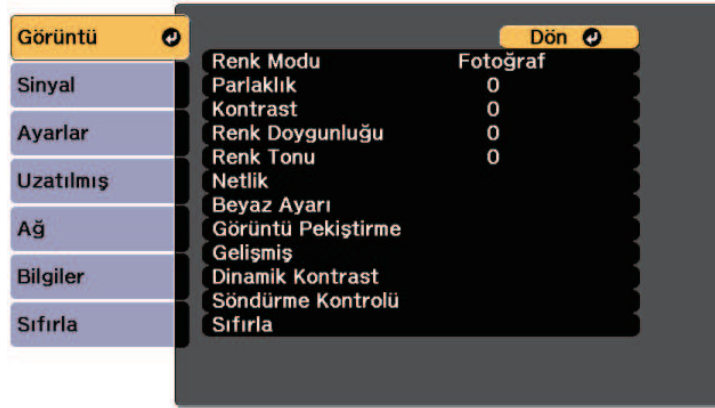 Görüntü
Sinyal
Ayarlar
Uzatılmış
Ağ
Bilgiler
Sıfırla
Dön
Renk Modu Fotoğraf
Parlaklık 0
Kontrast 0
Renk Doygunluğu 0
Renk Tonu 0
Netlik
Beyaz Ayarı
Görüntü Pekiştirme
Gelişmiş
Dinamik Kontrast
Söndürme Kontrolü
Sıfırla